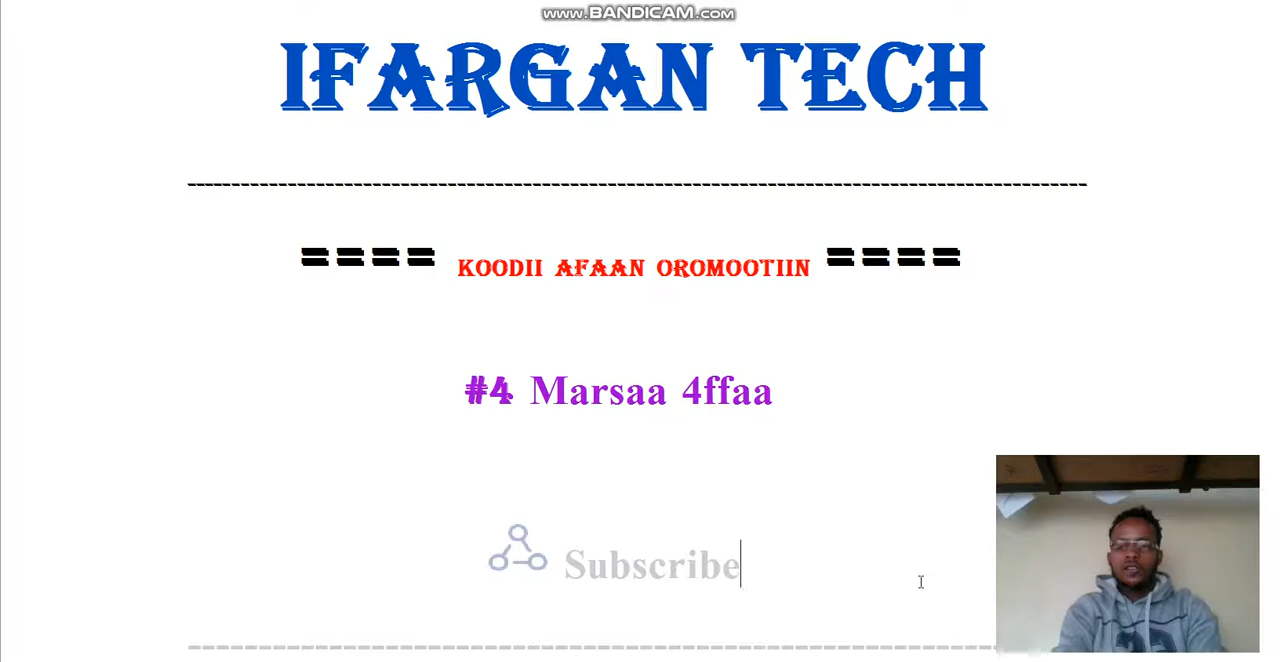 www.BANDICAM.com
IFARGAN TECH
==== KOODII AFAAN OROMOOTIIN ====
#4 Marsaa 4ffaa
Subscribe